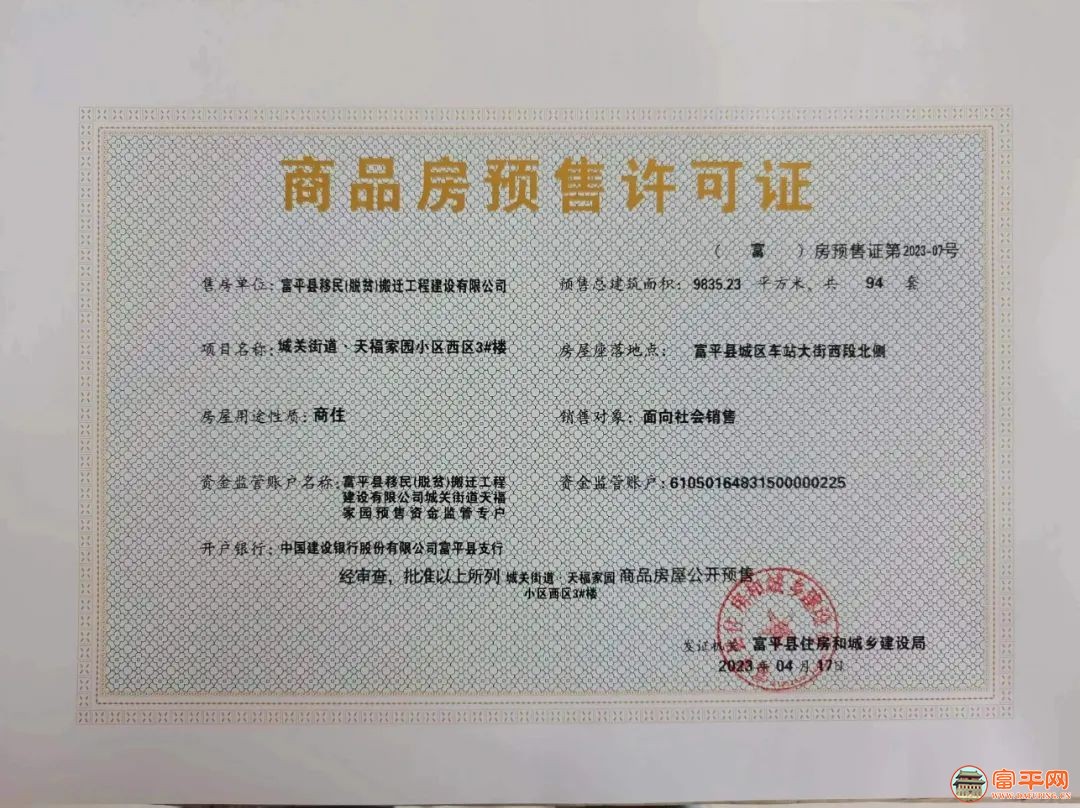 商品房预售许可证
（ 富 ）房预售证第2023-07号
售房单位：富平县移民(脱贫)搬迁工程建设有限公司
预售总建筑面积：9835.23 平方米、共 94 套
项目名称：城关街道·天福家园小区西区3#楼
房屋座落地点：富平县城区车站大街西段北侧
房屋用途性质：商住
销售对象：面向社会销售
资金监管账户名称：富平县移民(脱贫)搬迁工程
建设有限公司城关街道天福
家园预售资金监管专户
资金监管账户：61050164831500000225
开户银行：中国建设银行股份有限公司富平县支行
经审查，批准以上所列 城关街道·天福家园 商品房屋公开预售
小区西区3#楼
发证机关 富平县住房和城乡建设局
2023年 04 月 17日
住房和城乡建设
富平网
WWW.DAFUPING.CN